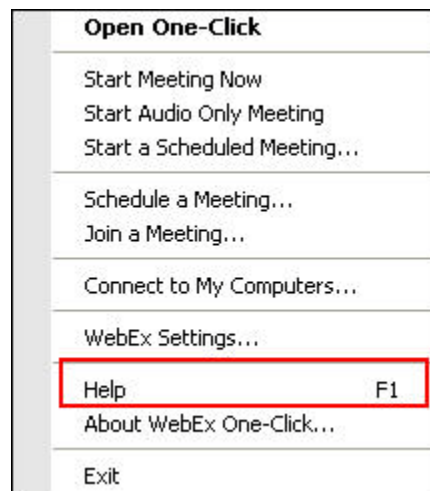 Open One-Click
Start Meeting Now
Start Audio Only Meeting
Start a Scheduled Meeting...
Schedule a Meeting...
Join a Meeting...
Connect to My Computers...
WebEx Settings...
Help F1
About WebEx One-Click...
Exit